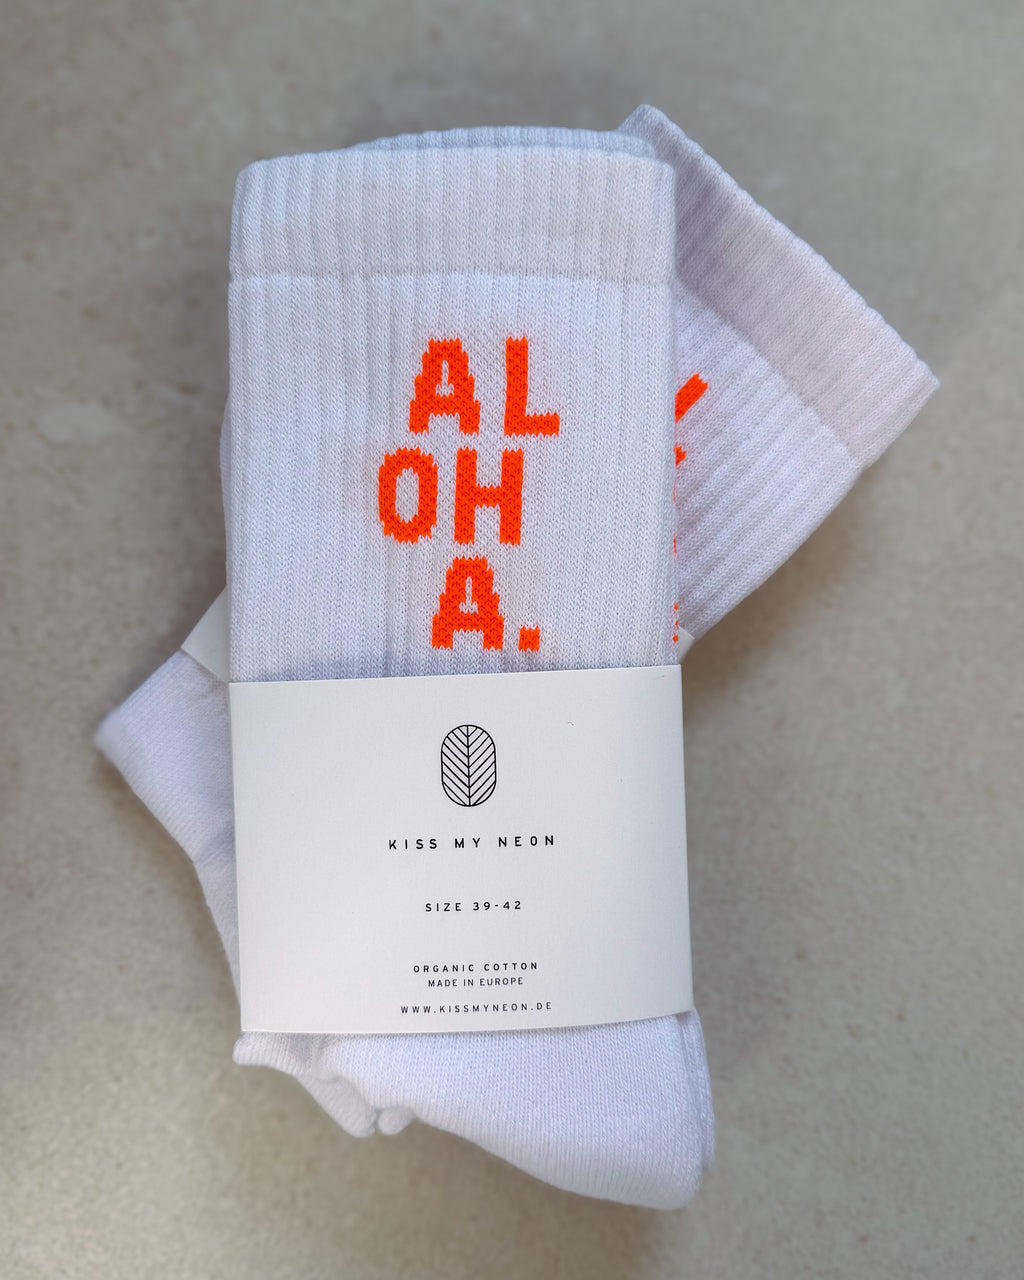 AL
OH
A.
KISS MY NEON
SIZE 39-42
ORGANIC COTTON
MADE IN EUROPE
WWW.KISSMYNEON.DE